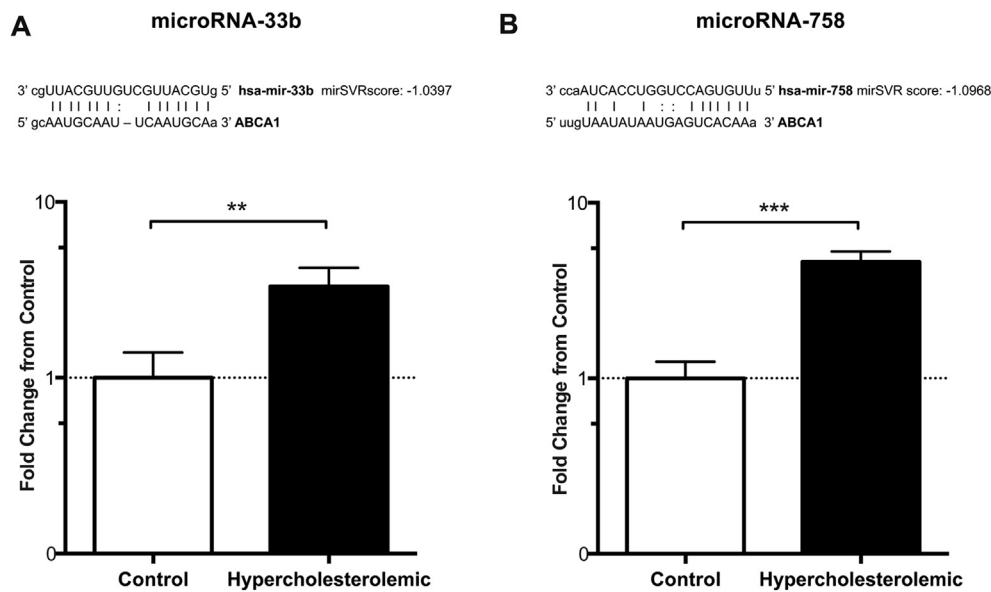 A
microRNA-33b
3' cgUUACGUUGUCGUUACGUg 5' hsa-mir-33b mirSVRscore: -1.0397
5' gcAAUGCAAU – UCAAUGCAa 3' ABCA1
10
**
1
0
Fold Change from Control
Control
Hypercholesterolemic
B
microRNA-758
3' ccaAUCACCUGGUCCAGUGUUu 5' hsa-mir-758 mirSVR score: -1.0968
5' uugUAAUAUAAUGAGUCACAAa 3' ABCA1
10
***
1
0
Fold Change from Control
Control
Hypercholesterolemic